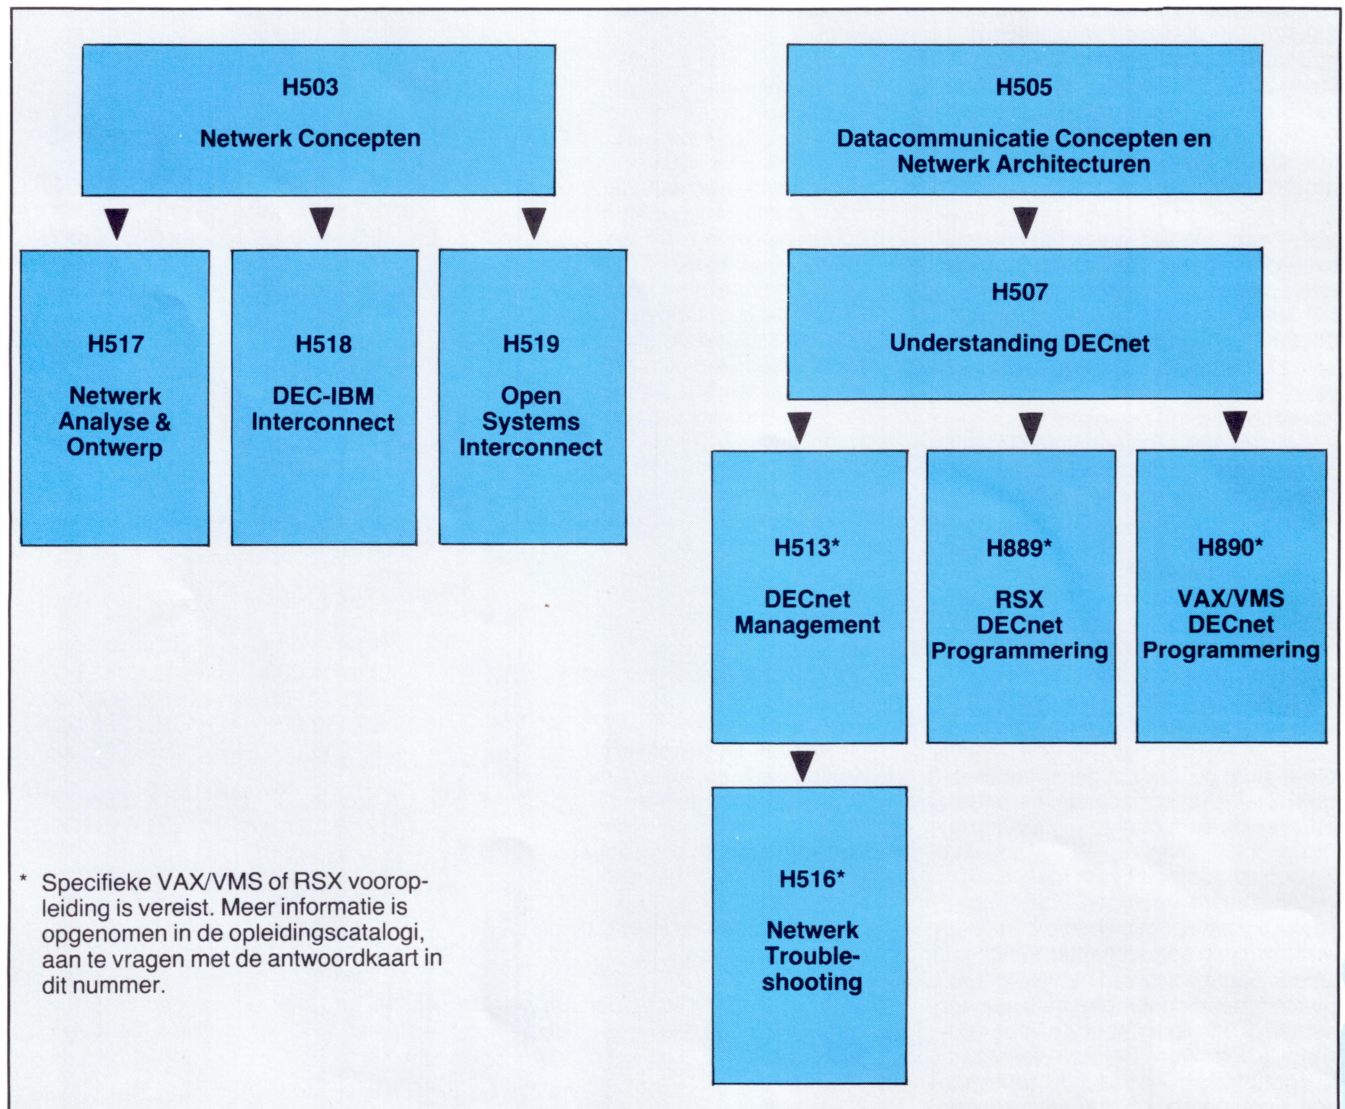 H503
Netwerk Concepten
H517
Netwerk
Analyse &
Ontwerp
H518
DEC-IBM
Interconnect
H519
Open
Systems
Interconnect
H505
Datacommunicatie Concepten en
Netwerk Architecturen
H507
Understanding DECnet
H513*
DECnet
Management
H889*
RSX
DECnet
Programmering
H890*
VAX/VMS
DECnet
Programmering
H516*
Netwerk
Trouble-
shooting
* Specifieke VAX/VMS of RSX voorop-
leiding is vereist. Meer informatie is
opgenomen in de opleidingscatalogi,
aan te vragen met de antwoordkaart in
dit nummer.